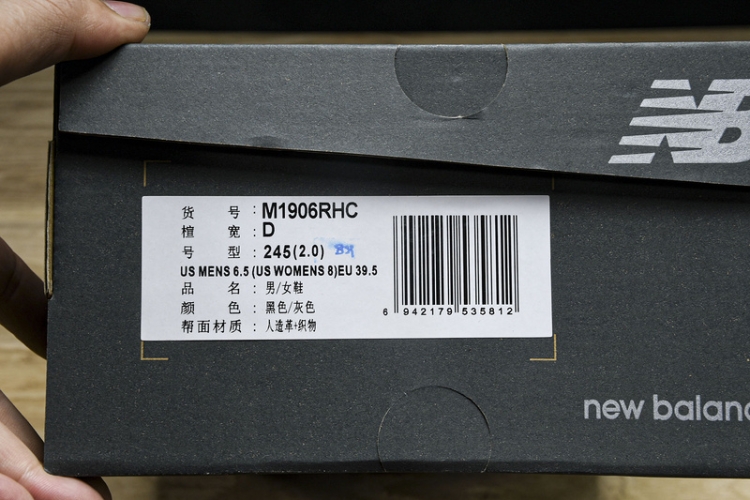 NB
货 号 : M1906RHC
楦 宽 : D
号 型 : 245(2.0)
US MENS 6.5 (US WOMENS 8)EU 39.5
品 名 : 男/女鞋
颜 色 : 黑色/灰色
帮面材质 : 人造革+织物
6 942179 535812
new balanc